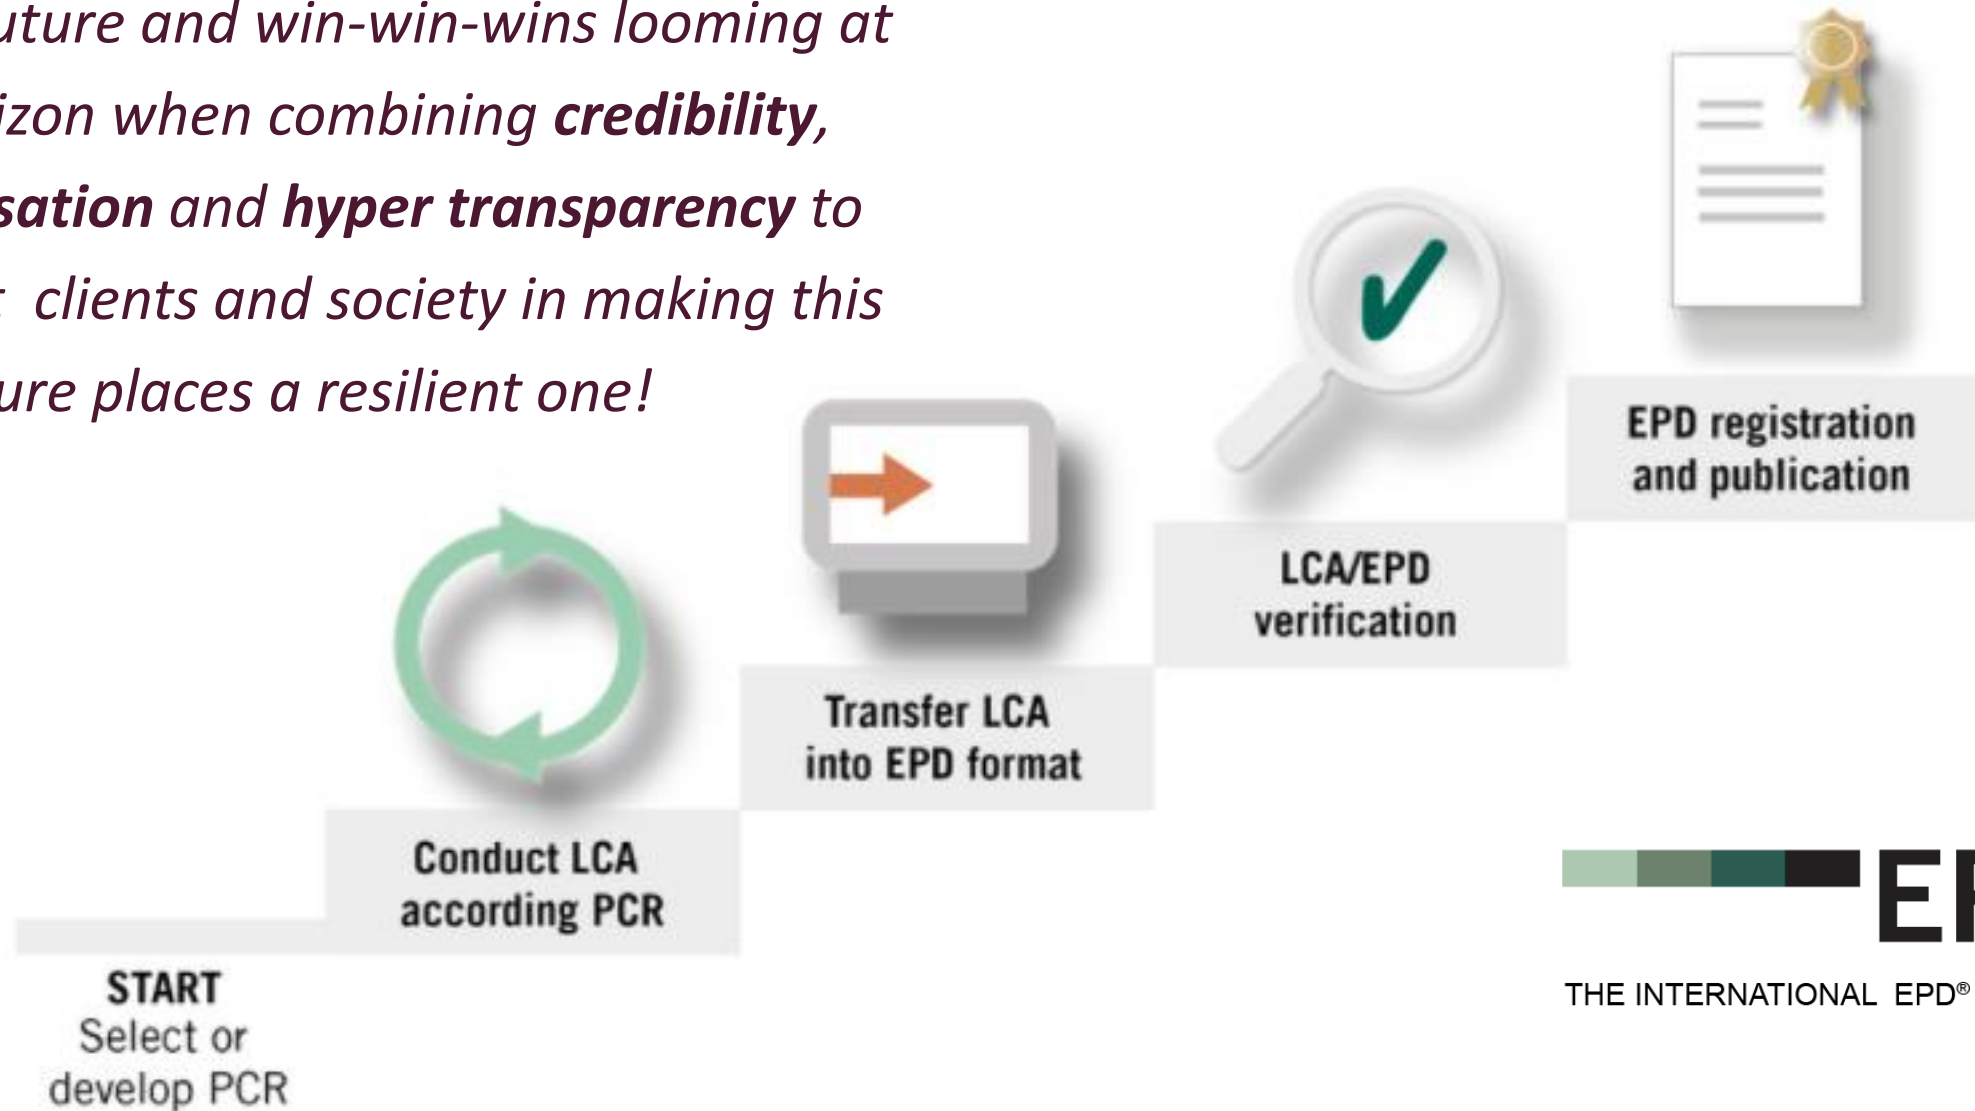 uture and win-win-wins looming at
izon when combining credibility,
sation and hyper transparency to
clients and society in making this
ure places a resilient one!
EPD registration
and publication
LCA/EPD
verification
Transfer LCA
into EPD format
Conduct LCA
according PCR
START
Select or
develop PCR
EP
THE INTERNATIONAL EPD®